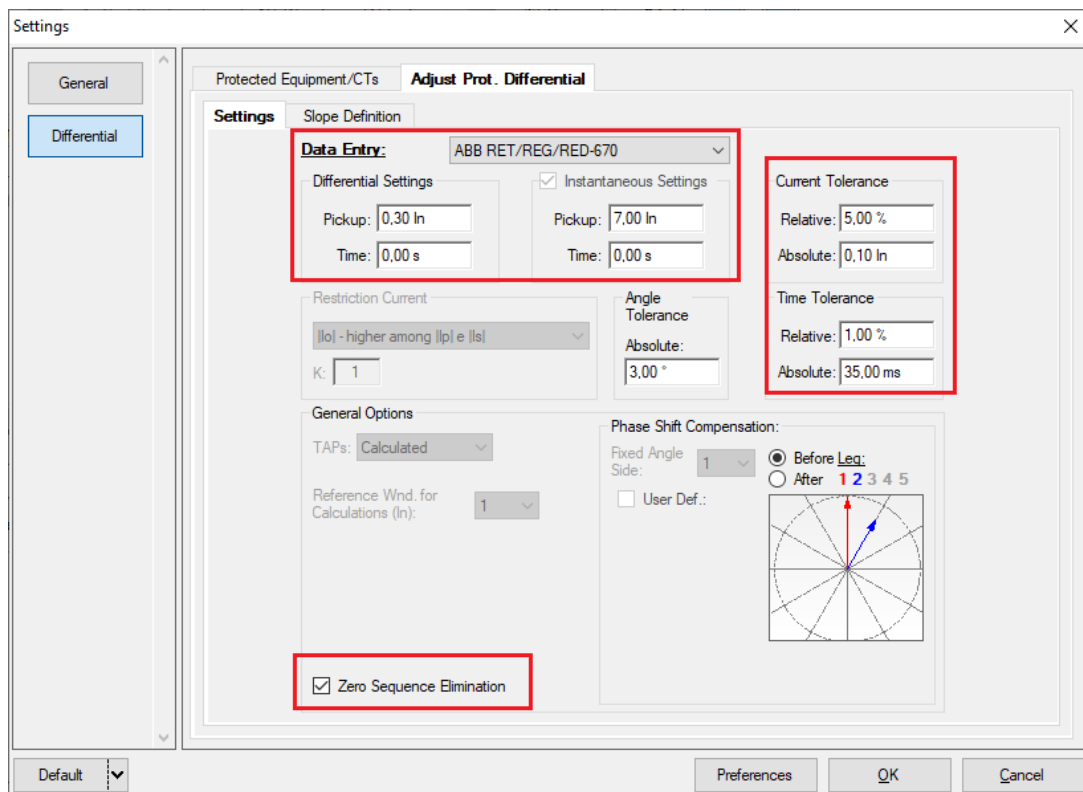 Settings
General
Differential
Protected Equipment/CTs
Adjust Prot. Differential
Settings
Slope Definition
Data Entry: ABB RET/REG/RED-670
Differential Settings
Pickup: 0,30 In
Time: 0,00 s
Instantaneous Settings
Pickup: 7,00 In
Time: 0,00 s
Current Tolerance
Relative: 5,00 %
Absolute: 0,10 In
Restriction Current
||o| - higher among ||p| e ||s|
K: 1
Angle
Tolerance
Absolute:
3,00 °
Time Tolerance
Relative: 1,00 %
Absolute: 35,00 ms
General Options
TAPs: Calculated
Reference Wnd. for
Calculations (In): 1
Zero Sequence Elimination
Phase Shift Compensation:
Fixed Angle
Side: 1
User Def.:
Before Leg:
After 1 2 3 4 5
Default
Preferences
OK
Cancel